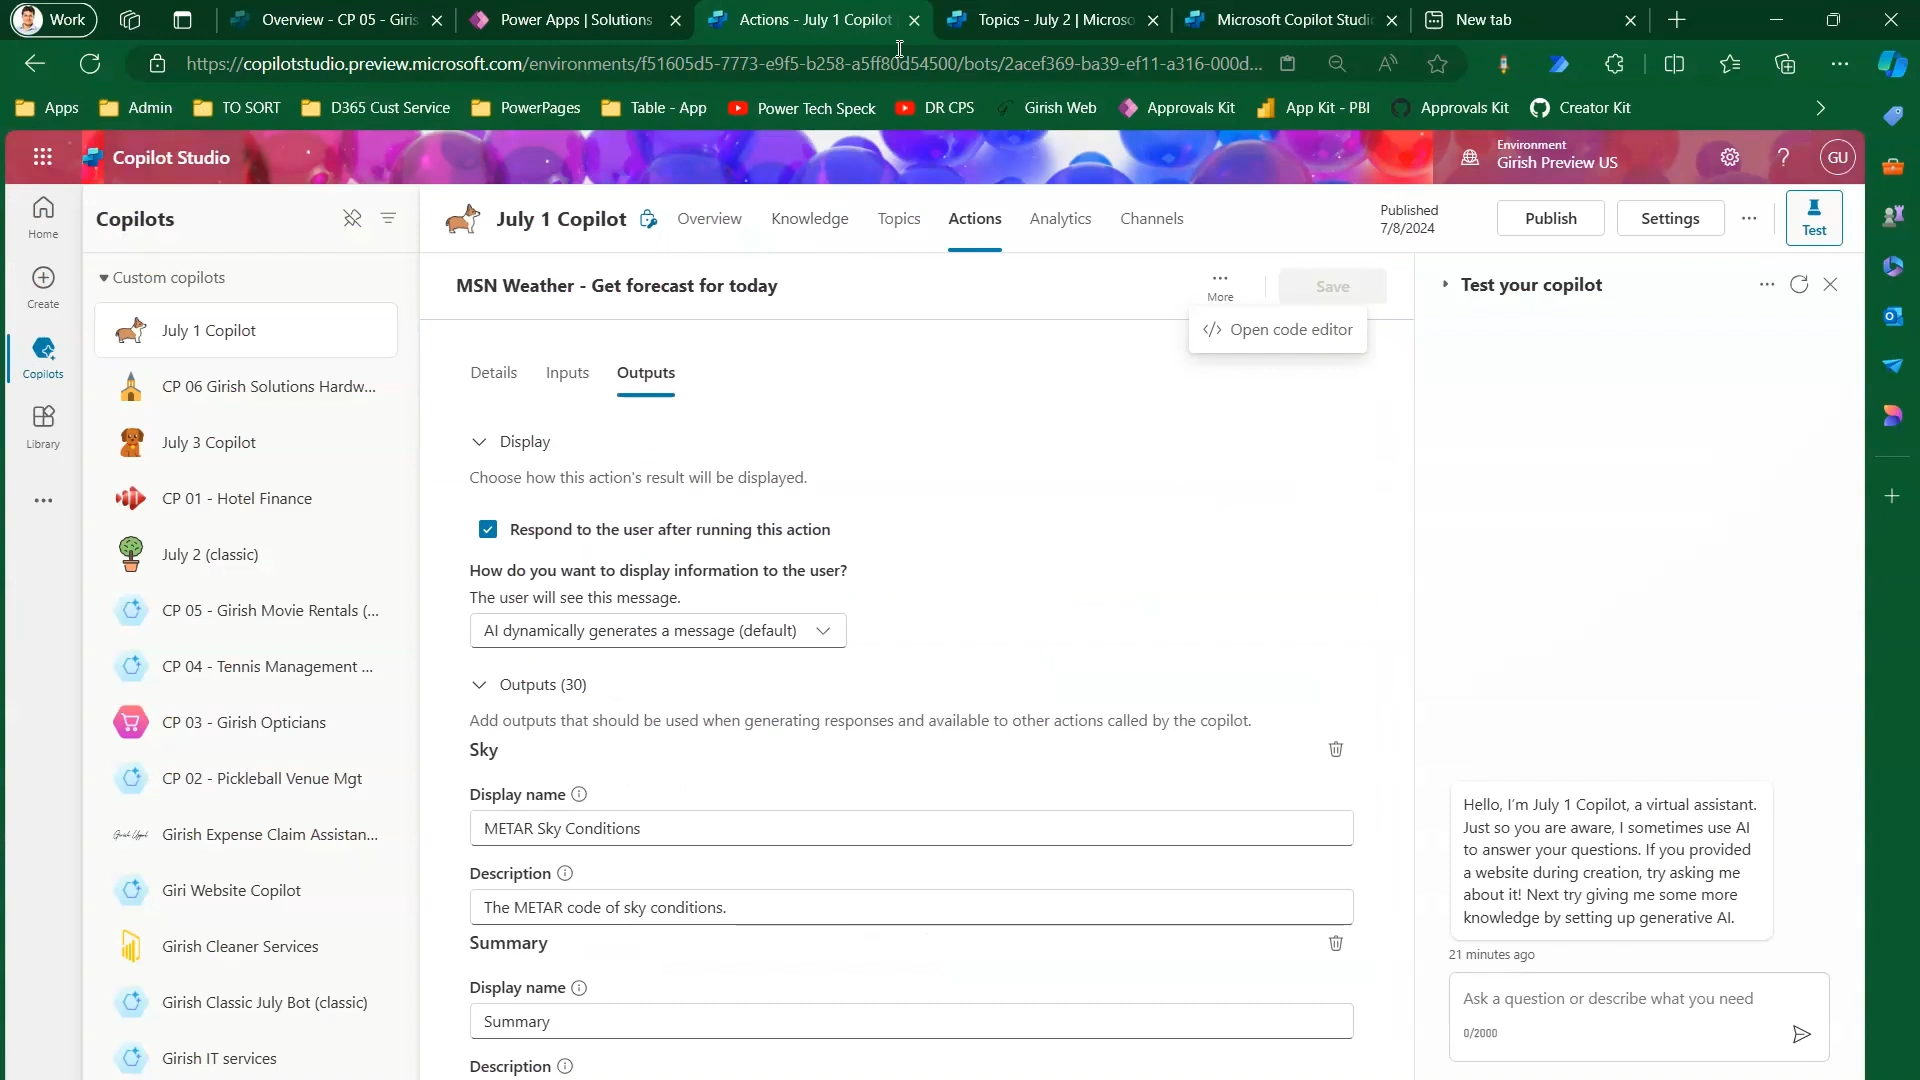 Work
Overview - CP 05 - Giris
Power Apps | Solutions
Actions - July 1 Copilot
Topics - July 2 | Microso
Microsoft Copilot Studi
New tab
https://copilotstudio.preview.microsoft.com/environments/f51605d5-7773-e9f5-b258-a5ff80d54500/bots/2acef369-ba39-ef11-a316-000d...
Apps
Admin
TO SORT
D365 Cust Service
PowerPages
Table - App
Power Tech Speck
DR CPS
Girish Web
Approvals Kit
App Kit - PBI
Approvals Kit
Creator Kit
Copilot Studio
Environment
Girish Preview US
GU
Home
Create
Copilots
Library
Copilots
Custom copilots
July 1 Copilot
CP 06 Girish Solutions Hardw...
July 3 Copilot
CP 01 - Hotel Finance
July 2 (classic)
CP 05 - Girish Movie Rentals (...
CP 04 - Tennis Management ...
CP 03 - Girish Opticians
CP 02 - Pickleball Venue Mgt
Girish Expense Claim Assistan...
Giri Website Copilot
Girish Cleaner Services
Girish Classic July Bot (classic)
Girish IT services
July 1 Copilot
Overview
Knowledge
Topics
Actions
Analytics
Channels
Published
7/8/2024
Publish
Settings
Test
MSN Weather - Get forecast for today
More
Save
Open code editor
Details
Inputs
Outputs
Display
Choose how this action's result will be displayed.
Respond to the user after running this action
How do you want to display information to the user?
The user will see this message.
AI dynamically generates a message (default)
Outputs (30)
Add outputs that should be used when generating responses and available to other actions called by the copilot.
Sky
Display name
METAR Sky Conditions
Description
The METAR code of sky conditions.
Summary
Display name
Summary
Description
Test your copilot
Hello, I'm July 1 Copilot, a virtual assistant.
Just so you are aware, I sometimes use AI
to answer your questions. If you provided
a website during creation, try asking me
about it! Next try giving me some more
knowledge by setting up generative AI.
21 minutes ago
Ask a question or describe what you need
0/2000